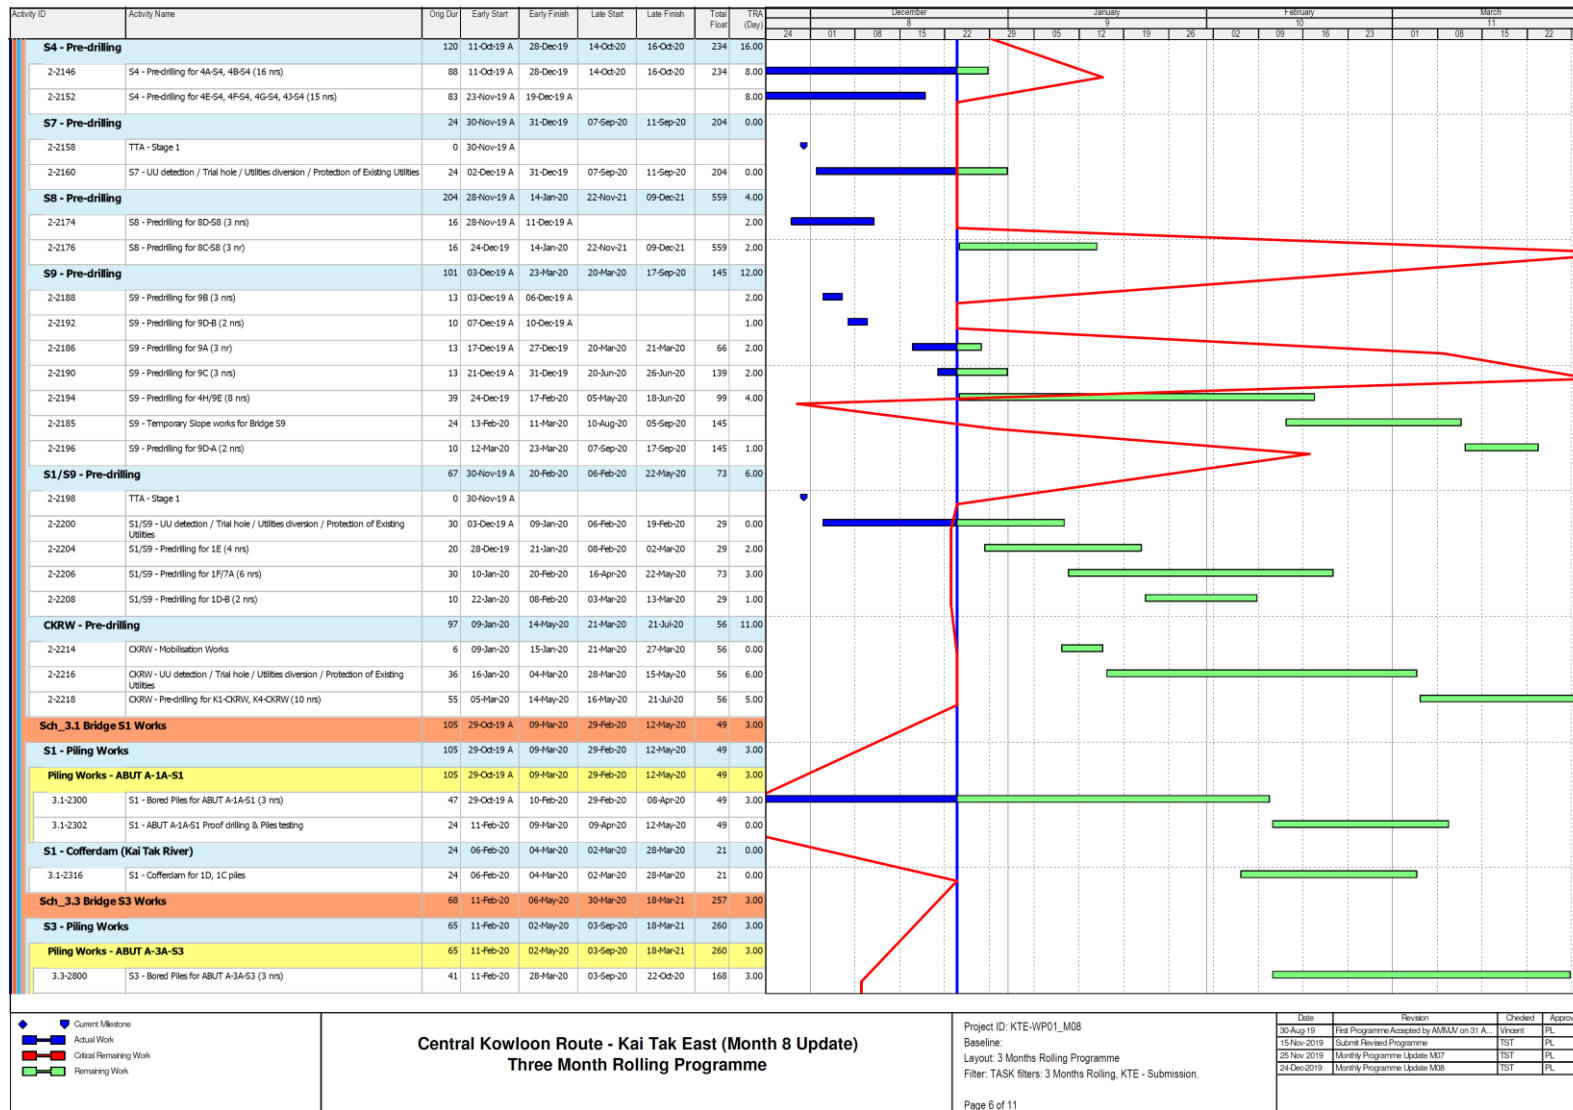 Activity ID Activity Name Orig Dur Early Start Early Finish Late Start Late Finish Total Float TRA (Day) December January February March
8 9 10 11
24 01 08 15 22 29 05 12 19 26 02 09 16 23 01 08 15 22
S4 - Pre-drilling 120 11-Oct-19 A 28-Dec-19 14-Oct-20 16-Oct-20 234 16.00
2-2146 S4 - Pre-drilling for 4A-S4, 4B-S4 (16 nrs) 88 11-Oct-19 A 28-Dec-19 14-Oct-20 16-Oct-20 234 8.00
2-2152 S4 - Pre-drilling for 4E-S4, 4F-S4, 4G-S4, 4J-S4 (15 nrs) 83 23-Nov-19 A 19-Dec-19 A 8.00
S7 - Pre-drilling 24 30-Nov-19 A 31-Dec-19 07-Sep-20 11-Sep-20 204 0.00
2-2158 TTA - Stage 1 0 30-Nov-19 A
2-2160 S7 - UU detection / Trial hole / Utilities diversion / Protection of Existing Utilities 24 02-Dec-19 A 31-Dec-19 07-Sep-20 11-Sep-20 204 0.00
S8 - Pre-drilling 204 28-Nov-19 A 14-Jan-20 22-Nov-21 09-Dec-21 559 4.00
2-2174 S8 - Predrilling for 8D-S8 (3 nrs) 16 28-Nov-19 A 11-Dec-19 A 2.00
2-2176 S8 - Predrilling for 8C-S8 (3 nr) 16 24-Dec-19 14-Jan-20 22-Nov-21 09-Dec-21 559 2.00
S9 - Pre-drilling 101 03-Dec-19 A 23-Mar-20 20-Mar-20 17-Sep-20 145 12.00
2-2188 S9 - Predrilling for 9B (3 nrs) 13 03-Dec-19 A 06-Dec-19 A 2.00
2-2192 S9 - Predrilling for 9D-B (2 nrs) 10 07-Dec-19 A 10-Dec-19 A 1.00
2-2186 S9 - Predrilling for 9A (3 nr) 13 17-Dec-19 A 27-Dec-19 20-Mar-20 21-Mar-20 66 2.00
2-2190 S9 - Predrilling for 9C (3 nrs) 13 21-Dec-19 A 31-Dec-19 20-Jun-20 26-Jun-20 139 2.00
2-2194 S9 - Predrilling for 4H/9E (8 nrs) 39 24-Dec-19 17-Feb-20 05-May-20 18-Jun-20 99 4.00
2-2185 S9 - Temporary Slope works for Bridge S9 24 13-Feb-20 11-Mar-20 10-Aug-20 05-Sep-20 145
2-2196 S9 - Predrilling for 9D-A (2 nrs) 10 12-Mar-20 23-Mar-20 07-Sep-20 17-Sep-20 145 1.00
S1/S9 - Pre-drilling 67 30-Nov-19 A 20-Feb-20 06-Feb-20 22-May-20 73 6.00
2-2198 TTA - Stage 1 0 30-Nov-19 A
2-2200 S1/S9 - UU detection / Trial hole / Utilities diversion / Protection of Existing Utilities 30 03-Dec-19 A 09-Jan-20 06-Feb-20 19-Feb-20 29 0.00
2-2204 S1/S9 - Predrilling for 1E (4 nrs) 20 28-Dec-19 21-Jan-20 08-Feb-20 02-Mar-20 29 2.00
2-2206 S1/S9 - Predrilling for 1F/7A (6 nrs) 30 10-Jan-20 20-Feb-20 16-Apr-20 22-May-20 73 3.00
2-2208 S1/S9 - Predrilling for 1D-B (2 nrs) 10 22-Jan-20 08-Feb-20 03-Mar-20 13-Mar-20 29 1.00
CKRW - Pre-drilling 97 09-Jan-20 14-May-20 21-Mar-20 21-Jul-20 56 11.00
2-2214 CKRW - Mobilisation Works 6 09-Jan-20 15-Jan-20 21-Mar-20 27-Mar-20 56 0.00
2-2216 CKRW - UU detection / Trial hole / Utilities diversion / Protection of Existing Utilities 36 16-Jan-20 04-Mar-20 28-Mar-20 15-May-20 56 6.00
2-2218 CKRW - Pre-drilling for K1-CKRW, K4-CKRW (10 nrs) 55 05-Mar-20 14-May-20 16-May-20 21-Jul-20 56 5.00
Sch_3.1 Bridge S1 Works 105 29-Oct-19 A 09-Mar-20 29-Feb-20 12-May-20 49 3.00
S1 - Piling Works 105 29-Oct-19 A 09-Mar-20 29-Feb-20 12-May-20 49 3.00
Piling Works - ABUT A-1A-S1 105 29-Oct-19 A 09-Mar-20 29-Feb-20 12-May-20 49 3.00
3.1-2300 S1 - Bored Piles for ABUT A-1A-S1 (3 nrs) 47 29-Oct-19 A 10-Feb-20 29-Feb-20 08-Apr-20 49 3.00
3.1-2302 S1 - ABUT A-1A-S1 Proof drilling & Piles testing 24 11-Feb-20 09-Mar-20 09-Apr-20 12-May-20 49 0.00
S1 - Cofferdam (Kai Tak River) 24 06-Feb-20 04-Mar-20 02-Mar-20 28-Mar-20 21 0.00
3.1-2316 S1 - Cofferdam for 1D, 1C piles 24 06-Feb-20 04-Mar-20 02-Mar-20 28-Mar-20 21 0.00
Sch_3.3 Bridge S3 Works 68 11-Feb-20 06-May-20 30-Mar-20 18-Mar-21 257 3.00
S3 - Piling Works 65 11-Feb-20 02-May-20 03-Sep-20 18-Mar-21 260 3.00
Piling Works - ABUT A-3A-S3 65 11-Feb-20 02-May-20 03-Sep-20 18-Mar-21 260 3.00
3.3-2800 S3 - Bored Piles for ABUT A-3A-S3 (3 nrs) 41 11-Feb-20 28-Mar-20 03-Sep-20 22-Oct-20 168 3.00
Current Milestone
Actual Work
Critical Remaining Work
Remaining Work
Central Kowloon Route - Kai Tak East (Month 8 Update)
Three Month Rolling Programme
Project ID: KTE-WP01_M08
Baseline:
Layout: 3 Months Rolling Programme
Filter: TASK filters: 3 Months Rolling, KTE - Submission.
Page 6 of 11
Date Revision Checked Approv
30-Aug-19 First Programme Accepted by AMMJV on 31 A... Vincent PL
15-Nov-2019 Submit Revised Programme TST PL
25 Nov 2019 Monthly Programme Update M07 TST PL
24-Dec-2019 Monthly Programme Update M08 TST PL